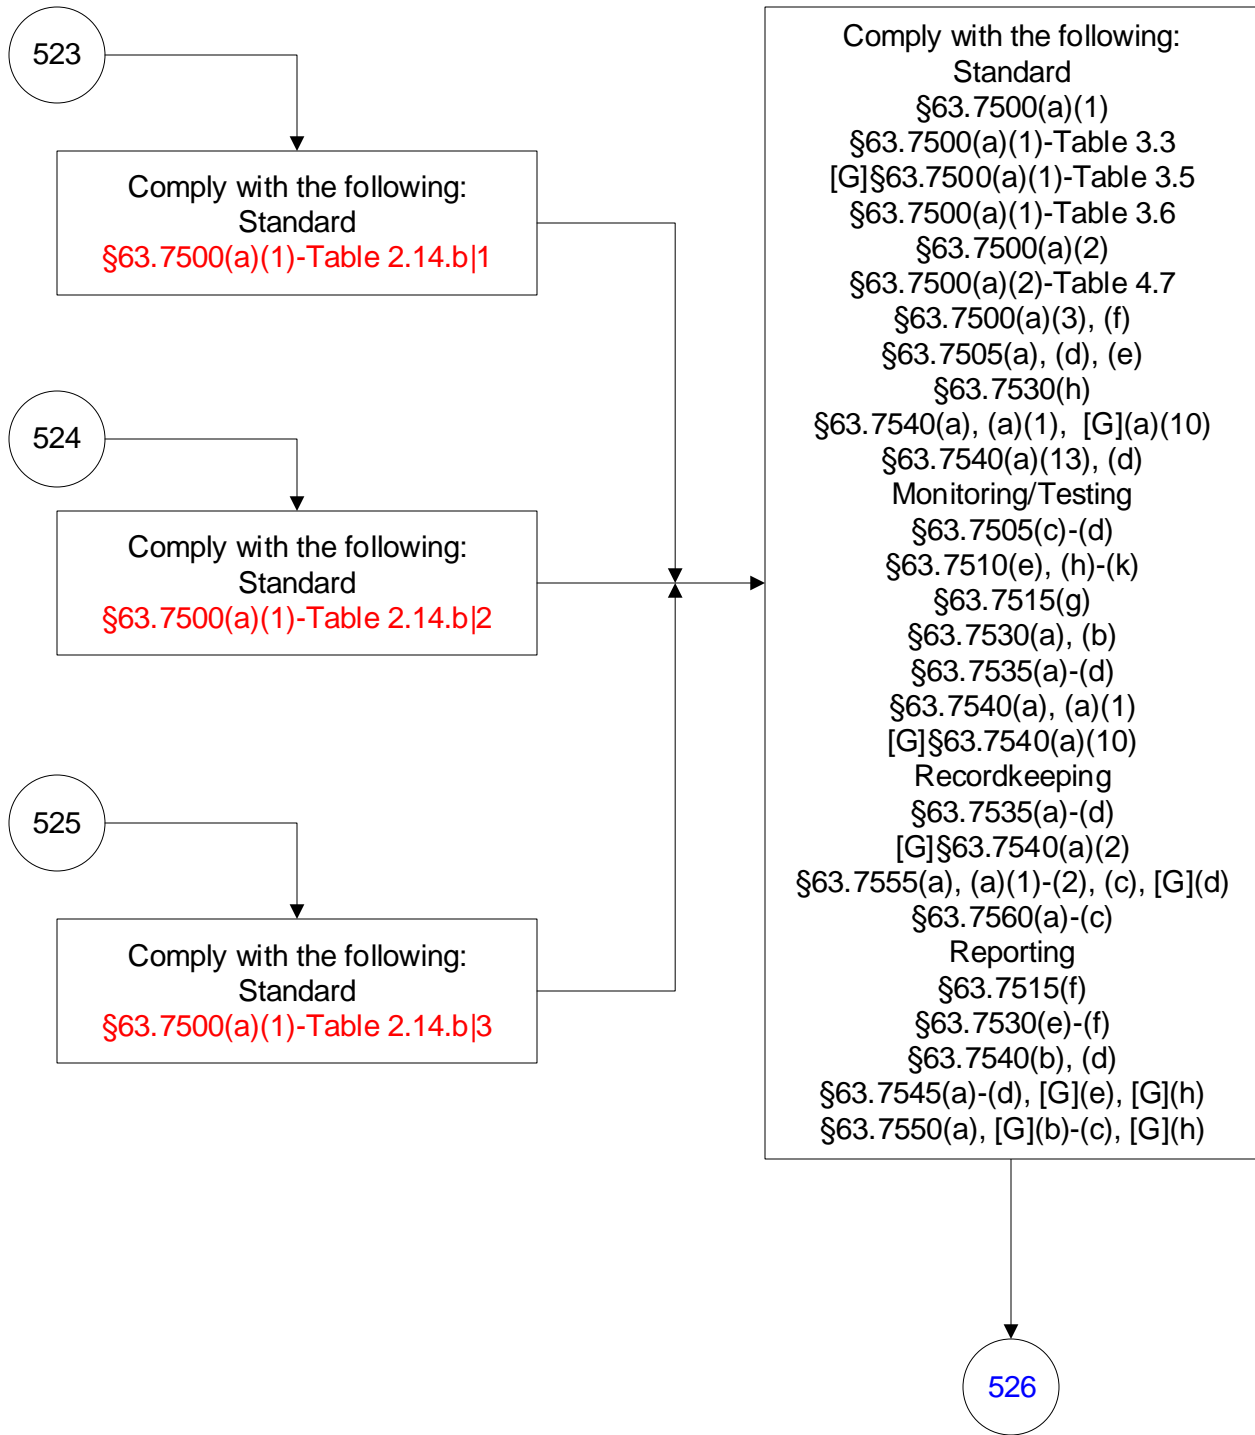 523
Comply with the following:
Standard
§63.7500(a)(1)-Table 2.14.b|1
524
Comply with the following:
Standard
§63.7500(a)(1)-Table 2.14.b|2
525
Comply with the following:
Standard
§63.7500(a)(1)-Table 2.14.b|3
Comply with the following:
Standard
§63.7500(a)(1)
§63.7500(a)(1)-Table 3.3
[G]§63.7500(a)(1)-Table 3.5
§63.7500(a)(1)-Table 3.6
§63.7500(a)(2)
§63.7500(a)(2)-Table 4.7
§63.7500(a)(3), (f)
§63.7505(a), (d), (e)
§63.7530(h)
§63.7540(a), (a)(1), [G](a)(10)
§63.7540(a)(13), (d)
Monitoring/Testing
§63.7505(c)-(d)
§63.7510(e), (h)-(k)
§63.7515(g)
§63.7530(a), (b)
§63.7535(a)-(d)
§63.7540(a), (a)(1)
[G]§63.7540(a)(10)
Recordkeeping
§63.7535(a)-(d)
[G]§63.7540(a)(2)
§63.7555(a), (a)(1)-(2), (c), [G](d)
§63.7560(a)-(c)
Reporting
§63.7515(f)
§63.7530(e)-(f)
§63.7540(b), (d)
§63.7545(a)-(d), [G](e), [G](h)
§63.7550(a), [G](b)-(c), [G](h)
526